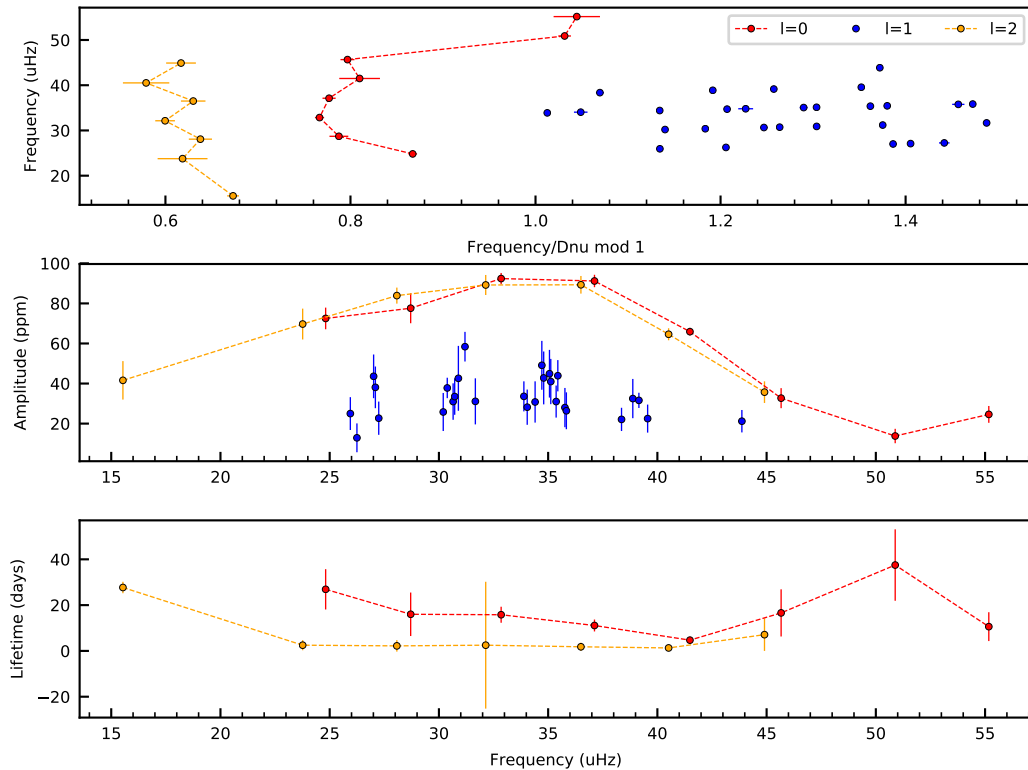 l=0 l=1 l=2
Frequency (uHz)
50
40
30
20
0.6 0.8 1.0 1.2 1.4
Frequency/Dnu mod 1
Amplitude (ppm)
100
80
60
40
20
15 20 25 30 35 40 45 50 55
Lifetime (days)
40
20
0
−20
15 20 25 30 35 40 45 50 55
Frequency (uHz)